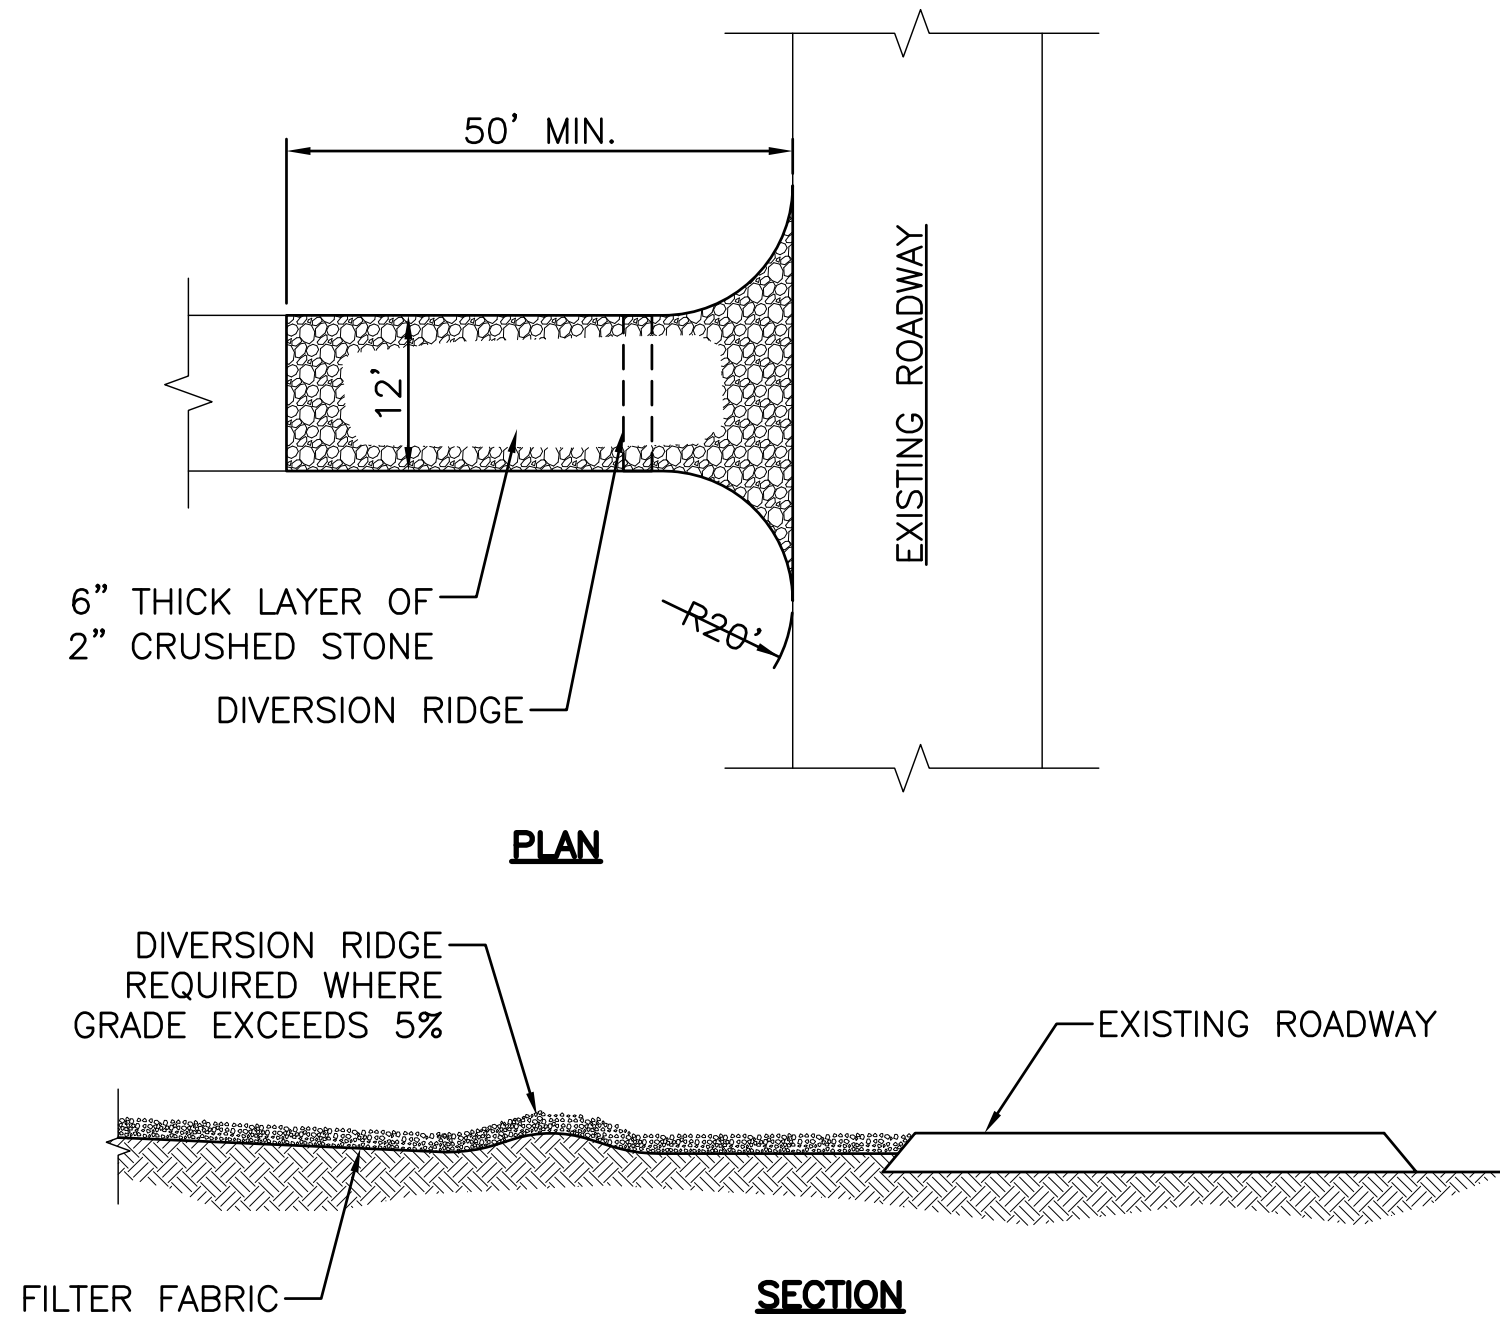 50' MIN.
12'
EXISTING ROADWAY
6" THICK LAYER OF
2" CRUSHED STONE
R20'
DIVERSION RIDGE
PLAN
DIVERSION RIDGE
REQUIRED WHERE
GRADE EXCEEDS 5%
EXISTING ROADWAY
FILTER FABRIC
SECTION